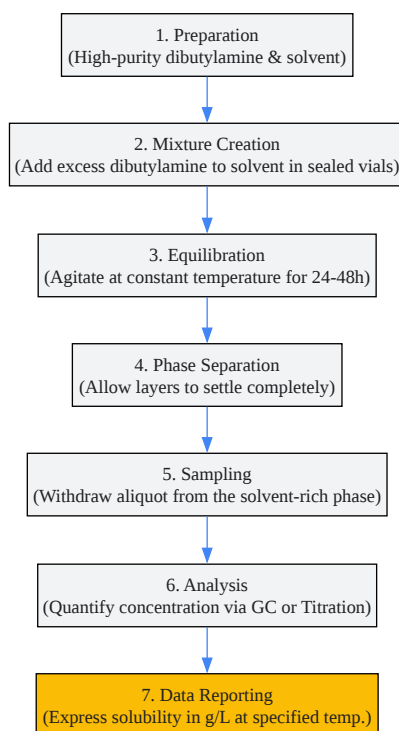 1. Preparation
(High-purity dibutylamine & solvent)
2. Mixture Creation
(Add excess dibutylamine to solvent in sealed vials)
3. Equilibration
(Agitate at constant temperature for 24-48h)
4. Phase Separation
(Allow layers to settle completely)
5. Sampling
(Withdraw aliquot from the solvent-rich phase)
6. Analysis
(Quantify concentration via GC or Titration)
7. Data Reporting
(Express solubility in g/L at specified temp.)